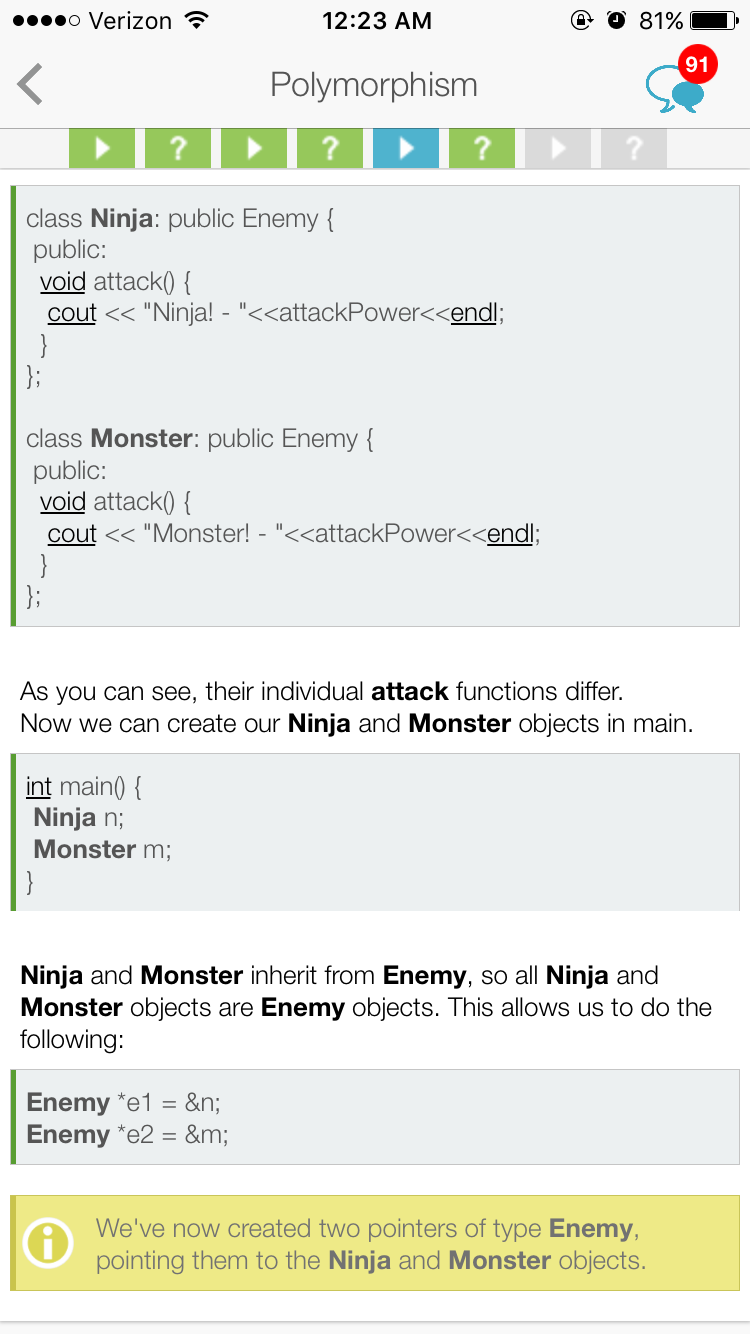 Verizon 12:23 AM 81%
Polymorphism 91
? ? ? ?
class Ninja: public Enemy {
public:
void attack() {
cout << "Ninja! - "<<attackPower<<endl;
}
};
class Monster: public Enemy {
public:
void attack() {
cout << "Monster! - "<<attackPower<<endl;
}
};
As you can see, their individual attack functions differ.
Now we can create our Ninja and Monster objects in main.
int main() {
Ninja n;
Monster m;
}
Ninja and Monster inherit from Enemy, so all Ninja and
Monster objects are Enemy objects. This allows us to do the
following:
Enemy *e1 = &n;
Enemy *e2 = &m;
We've now created two pointers of type Enemy,
pointing them to the Ninja and Monster objects.